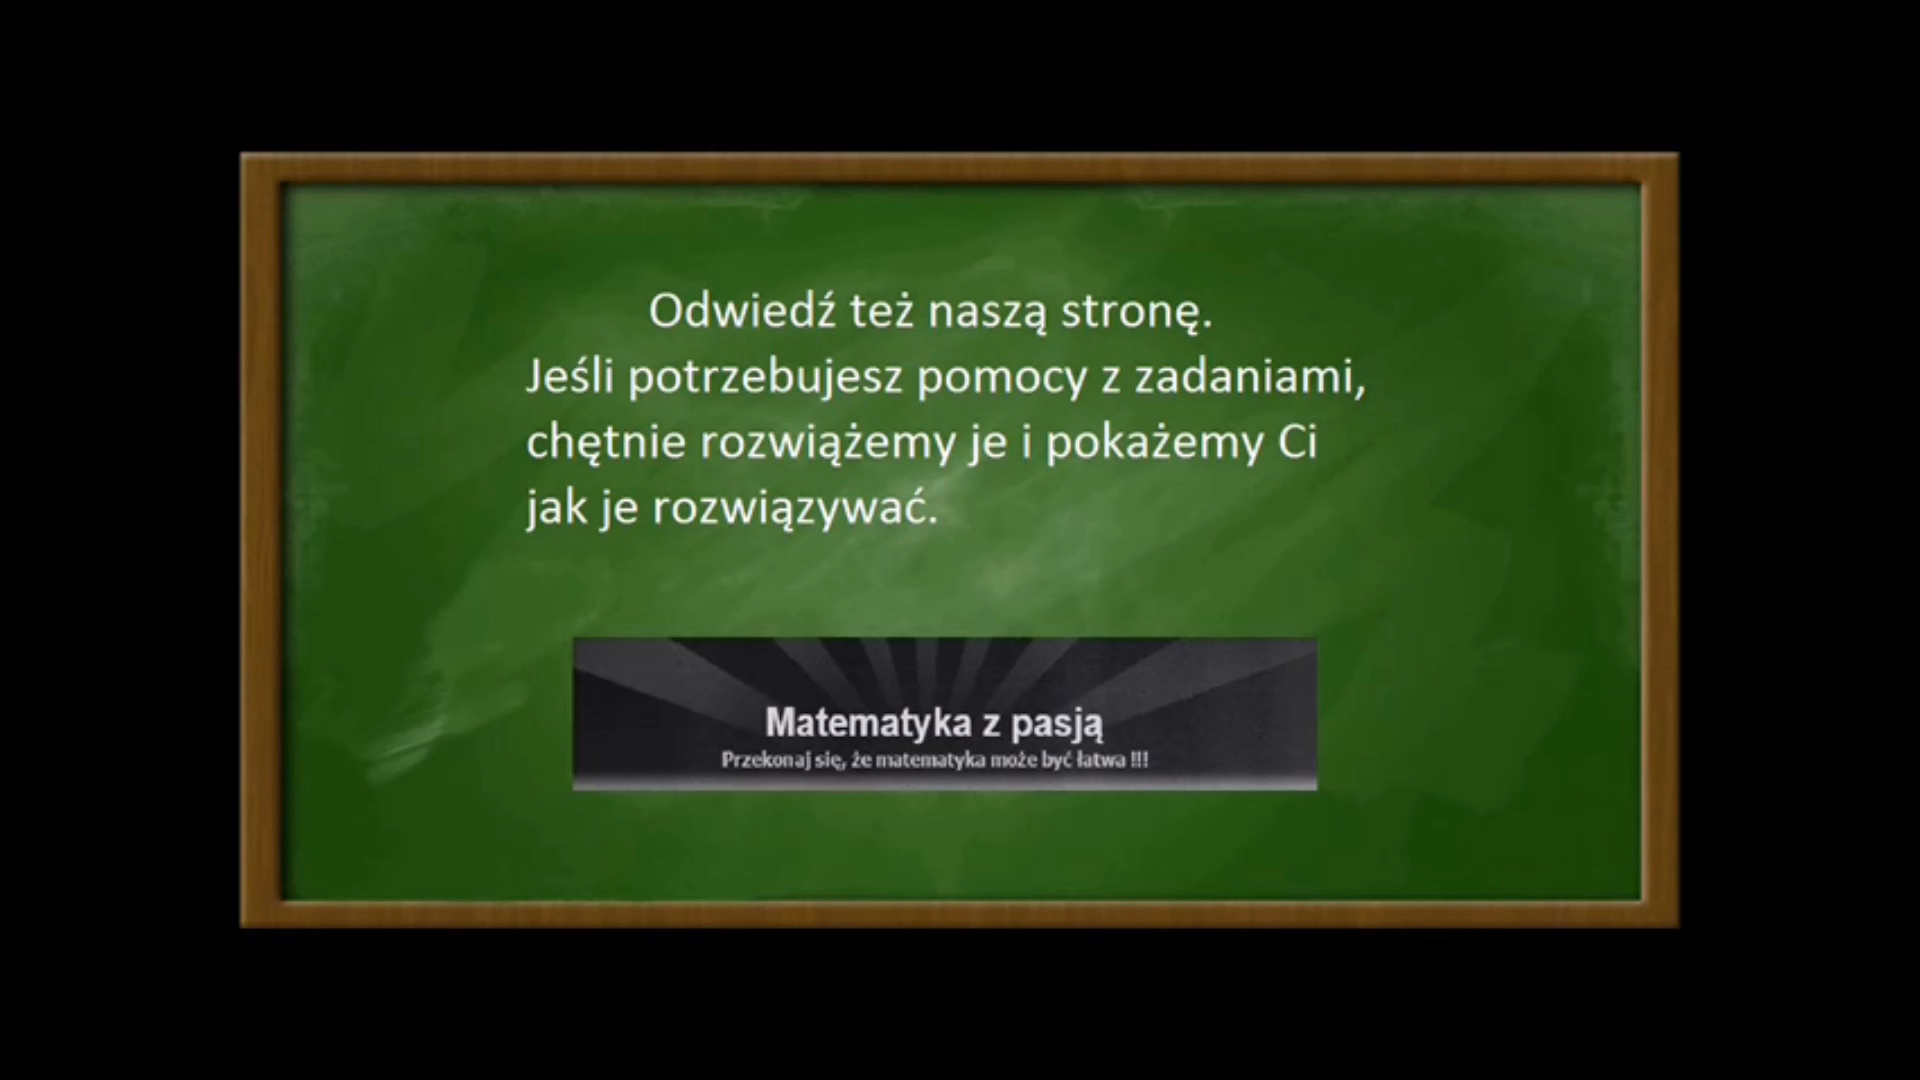 Odwiedź też naszą stronę.
Jeśli potrzebujesz pomocy z zadaniami,
chętnie rozwiążemy je i pokażemy Ci
jak je rozwiązywać.
Matematyka z pasją
Przekonaj się, że matematyka może być łatwa !!!